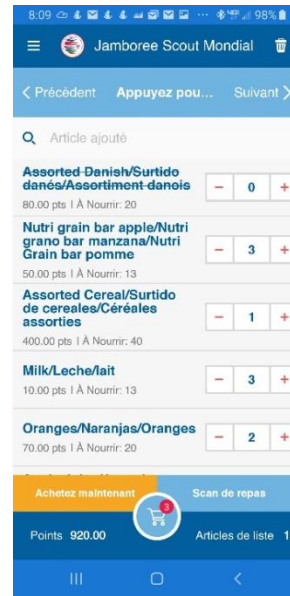 8:09 98%
Jamboree Scout Mondial
< Précédent Appuyez pou... Suivant >
Article ajouté
Assorted Danish/Surtido
danés/Assortiment danois
- 0 +
80.00 pts | À Nourrir: 20
Nutri grain bar apple/Nutri
grano bar manzana/Nutri
Grain bar pomme
- 3 +
50.00 pts | À Nourrir: 13
Assorted Cereal/Surtido
de cereales/Céréales
assorties
- 1 +
400.00 pts | À Nourrir: 40
Milk/Leche/lait
- 3 +
10.00 pts | À Nourrir: 13
Oranges/Naranjas/Oranges
- 2 +
70.00 pts | À Nourrir: 20
Achetez maintenant Scan de repas
3
Points 920.00 Articles de liste 1